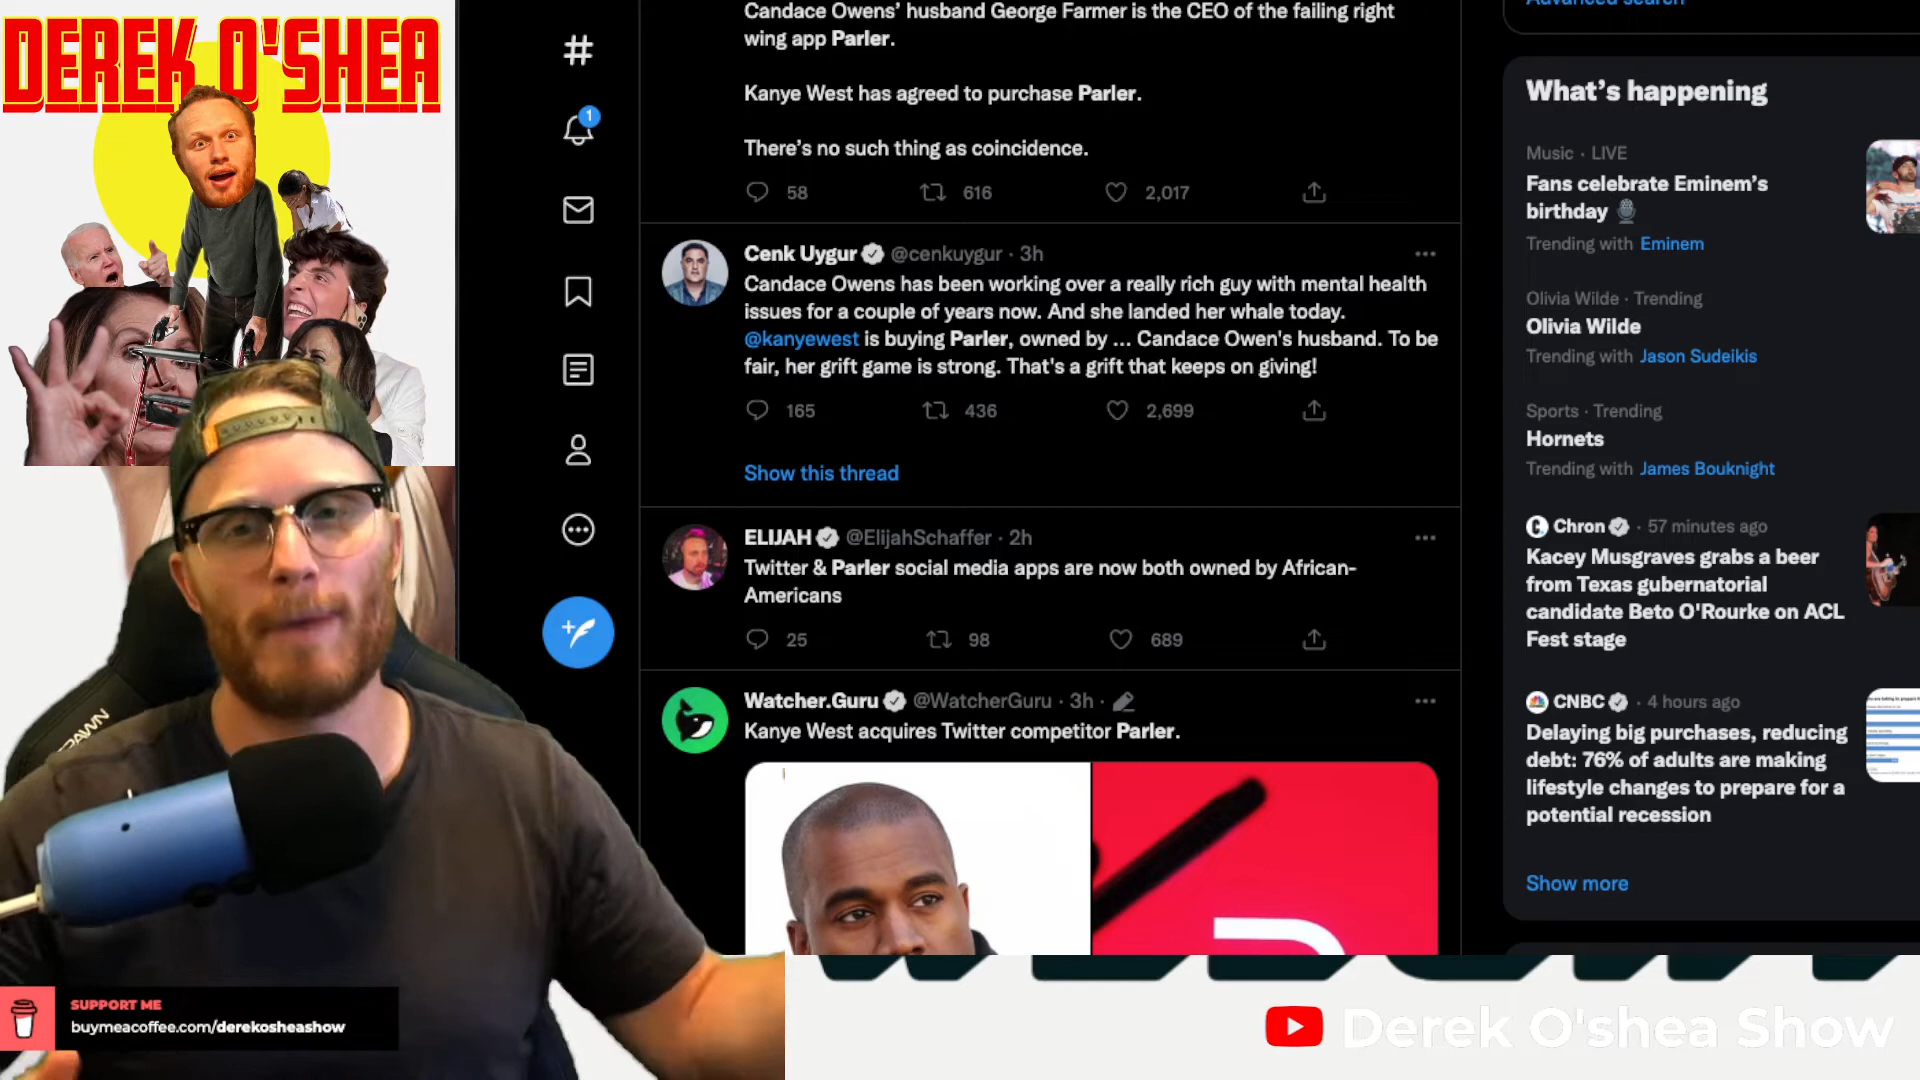 DEREK O'SHEA
SUPPORT ME
buymeacoffee.com/derekosheashow
1
Candace Owens’ husband George Farmer is the CEO of the failing right
wing app Parler.
Kanye West has agreed to purchase Parler.
There’s no such thing as coincidence.
58 616 2,017
Cenk Uygur @cenkuygur · 3h
Candace Owens has been working over a really rich guy with mental health
issues for a couple of years now. And she landed her whale today.
@kanyewest is buying Parler, owned by ... Candace Owen's husband. To be
fair, her grift game is strong. That's a grift that keeps on giving!
165 436 2,699
Show this thread
ELIJAH @ElijahSchaffer · 2h
Twitter & Parler social media apps are now both owned by African-
Americans
25 98 689
Watcher.Guru @WatcherGuru · 3h ·
Kanye West acquires Twitter competitor Parler.
Advanced search
What’s happening
Music · LIVE
Fans celebrate Eminem’s
birthday
Trending with Eminem
Olivia Wilde · Trending
Olivia Wilde
Trending with Jason Sudeikis
Sports · Trending
Hornets
Trending with James Bouknight
Chron · 57 minutes ago
Kacey Musgraves grabs a beer
from Texas gubernatorial
candidate Beto O'Rourke on ACL
Fest stage
CNBC · 4 hours ago
Delaying big purchases, reducing
debt: 76% of adults are making
lifestyle changes to prepare for a
potential recession
Show more
Derek O'shea Show